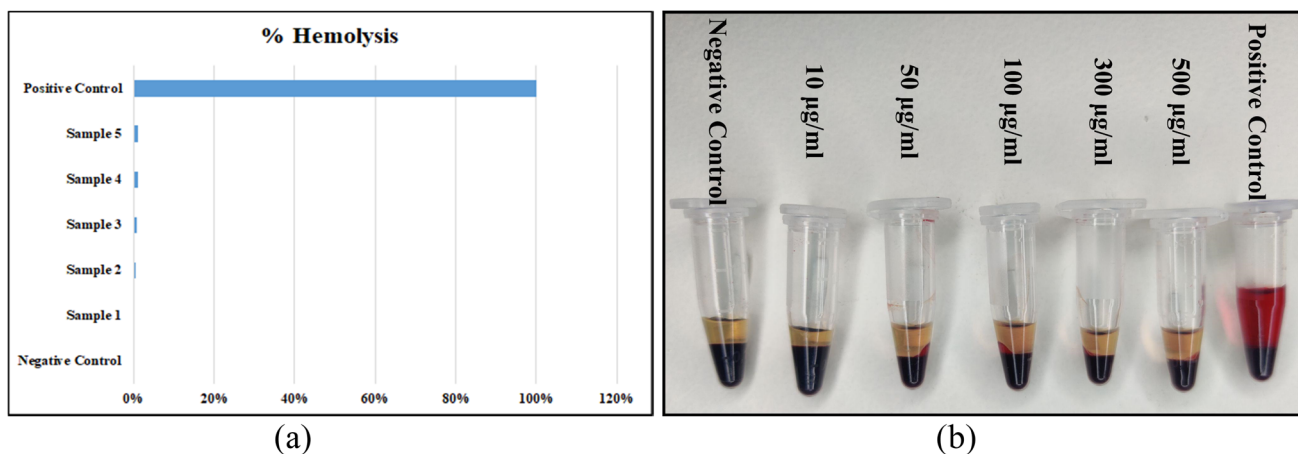 % Hemolysis
Positive Control
Sample 5
Sample 4
Sample 3
Sample 2
Sample 1
Negative Control
0% 20% 40% 60% 80% 100% 120%
(a)
Negative Control
10 µg/ml
50 µg/ml
100 µg/ml
300 µg/ml
500 µg/ml
Positive Control
(b)